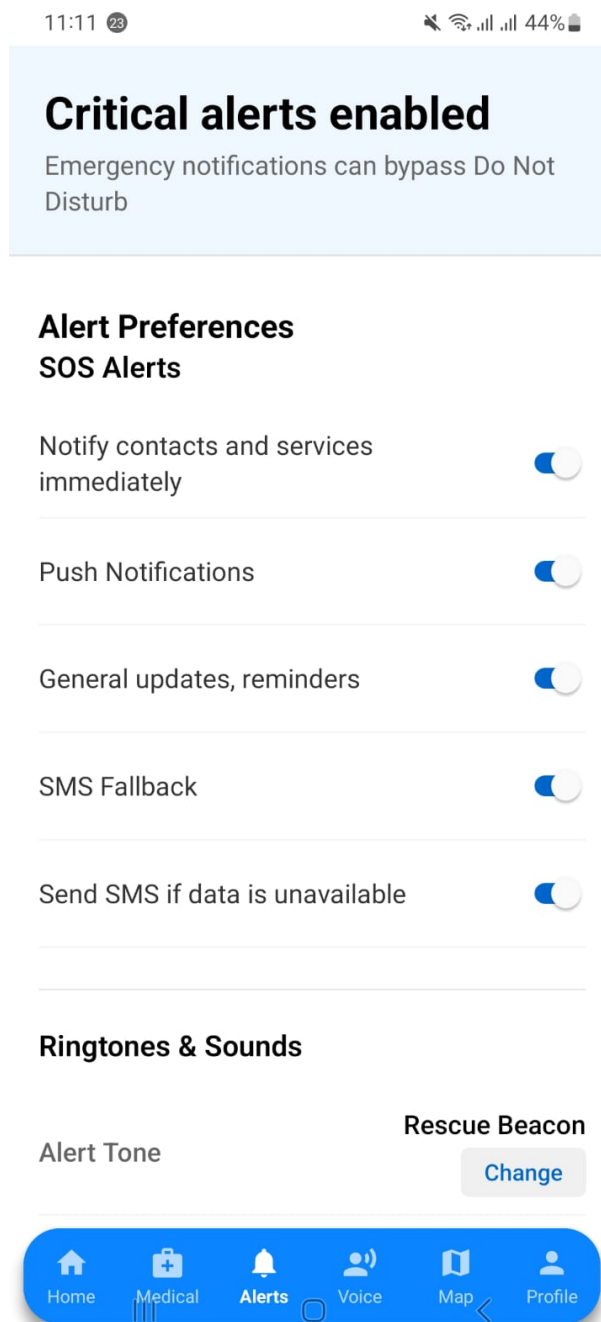 11:11 23 44%
Critical alerts enabled
Emergency notifications can bypass Do Not
Disturb
Alert Preferences
SOS Alerts
Notify contacts and services
immediately
Push Notifications
General updates, reminders
SMS Fallback
Send SMS if data is unavailable
Ringtones & Sounds
Rescue Beacon
Alert Tone
Change
Home Medical Alerts Voice Map Profile